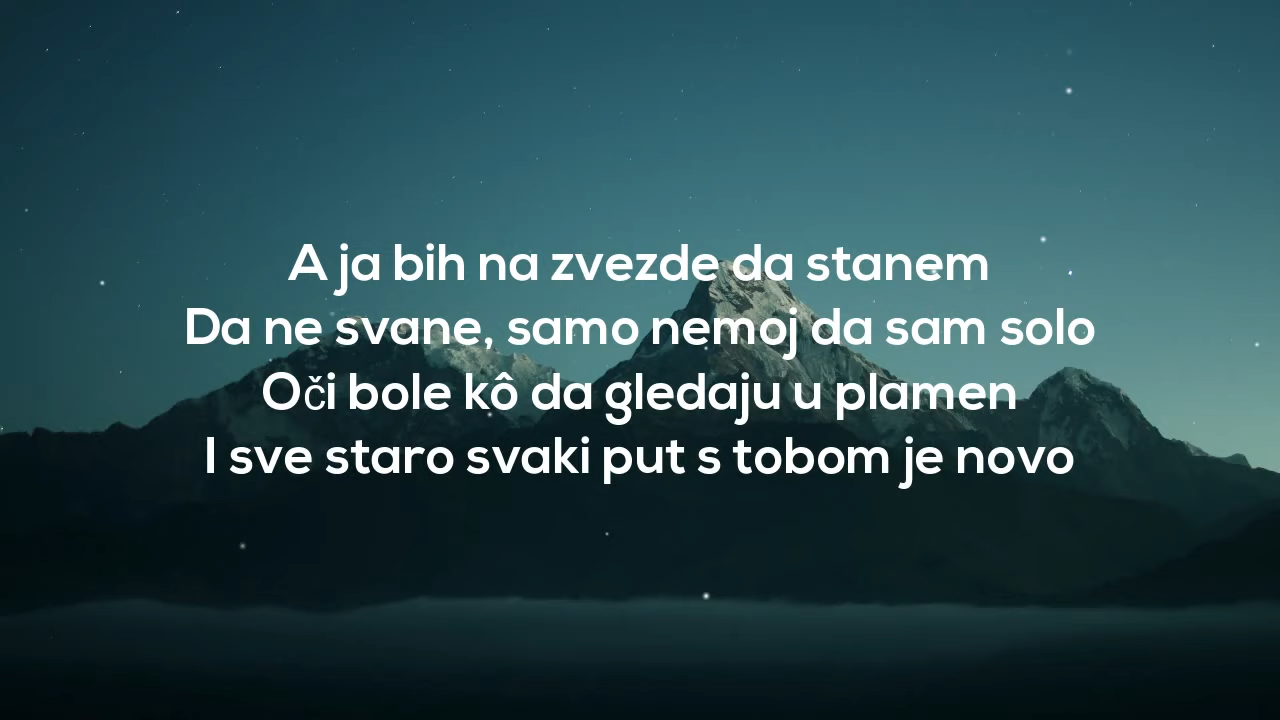 A ja bih na zvezde da stanem
Da ne svane, samo nemoj da sam solo
Oči bole kô da gledaju u plamen
I sve staro svaki put s tobom je novo